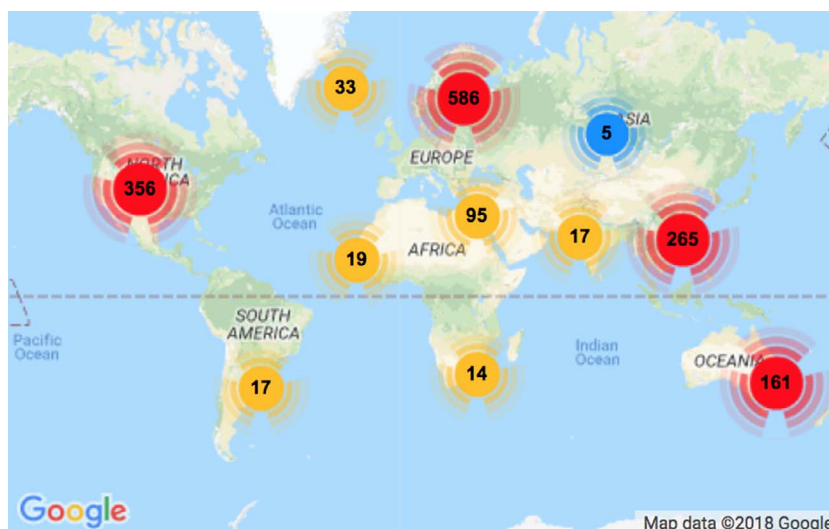 33
586
5
ASIA
NORTH
AMERICA
356
EUROPE
Atlantic
Ocean
95
AFRICA
17
265
19
SOUTH
AMERICA
Pacific
Ocean
Indian
Ocean
OCEANIA
17
14
161
Google
Map data ©2018 Google